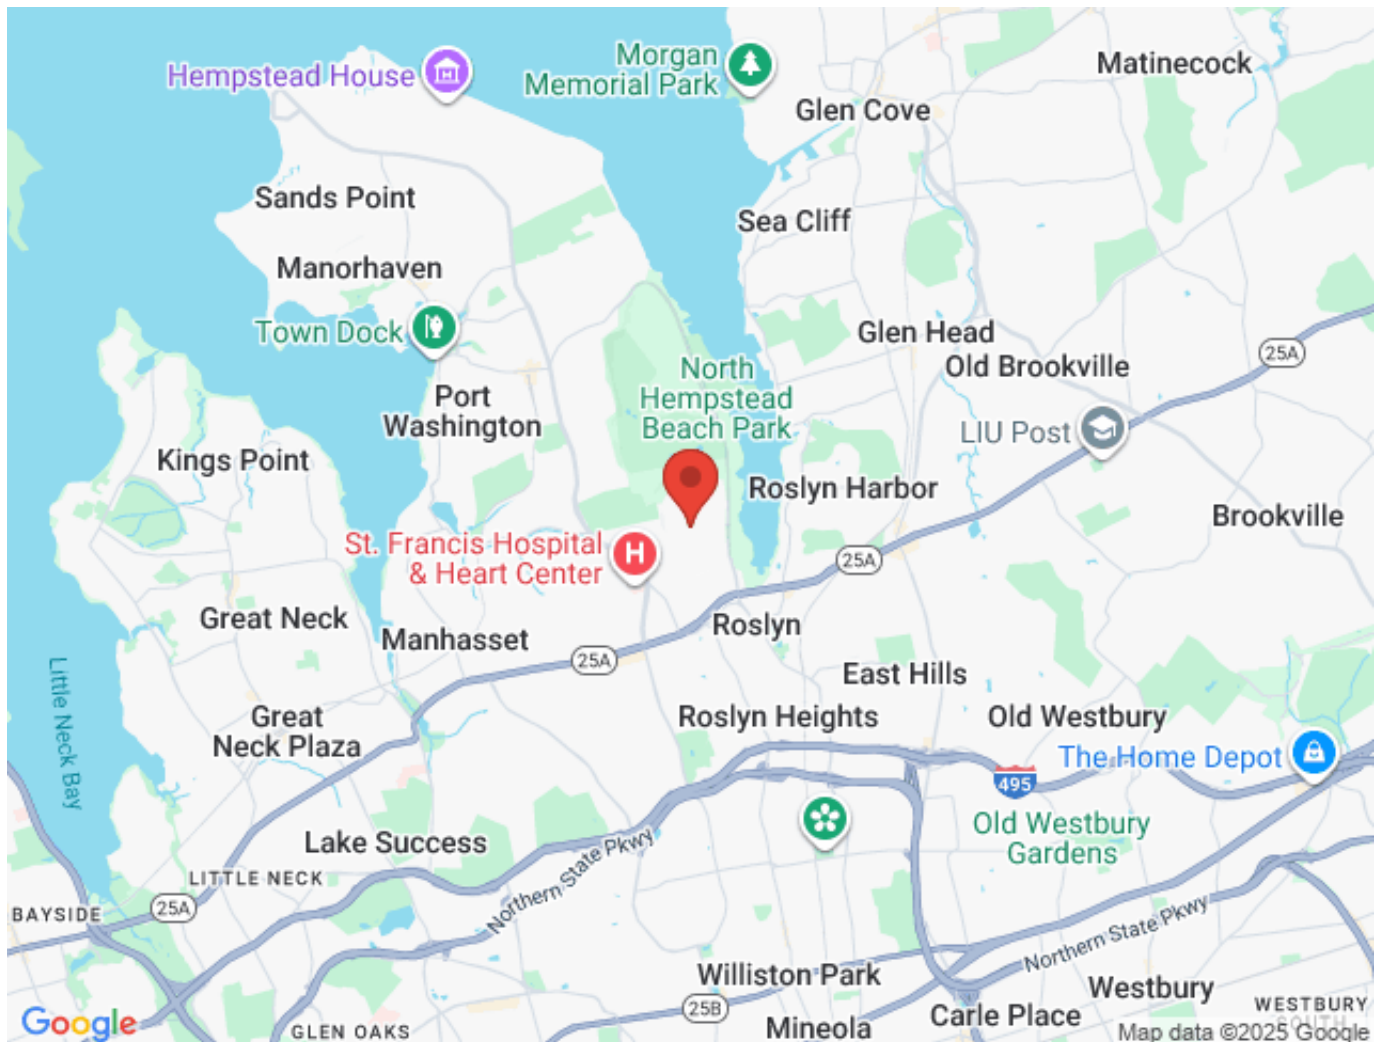 Hempstead House
Morgan
Memorial Park
Matinecock
Glen Cove
Sands Point
Sea Cliff
Manorhaven
Town Dock
Glen Head
25A
Old Brookville
North
Hempstead
Beach Park
Port
Washington
LIU Post
Kings Point
Roslyn Harbor
Brookville
St. Francis Hospital
& Heart Center
H
25A
Great Neck
Manhasset
Roslyn
25A
East Hills
Little Neck Bay
Great
Neck Plaza
Roslyn Heights
Old Westbury
The Home Depot
495
Old Westbury
Gardens
Lake Success
Northern State Pkwy
LITTLE NECK
25A
BAYSIDE
Northern State Pkwy
Williston Park
Westbury
25B
Carle Place
WESTBURY
SOUTH
Google
GLEN OAKS
Mineola
Map data ©2025 Google